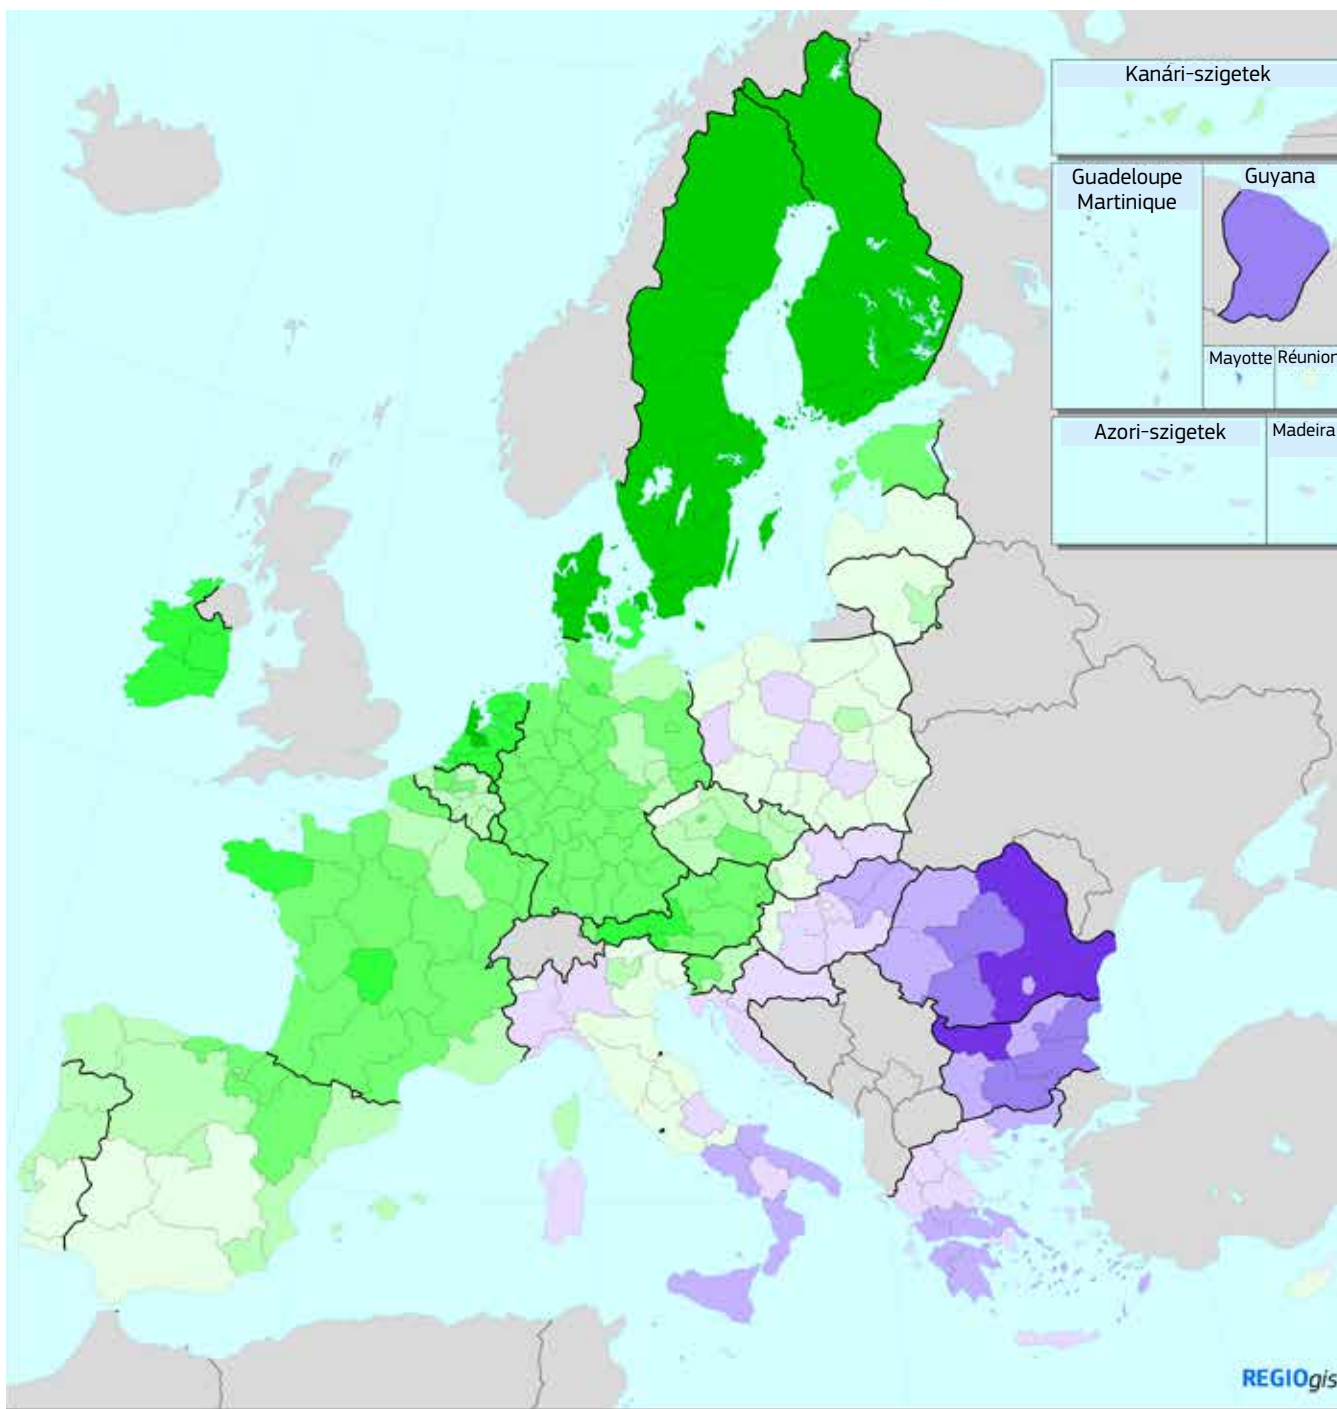 Kanári-szigetek
Guadeloupe
Martinique
Guyana
Mayotte
Réunion
Azori-szigetek
Madeira
REGIOgis